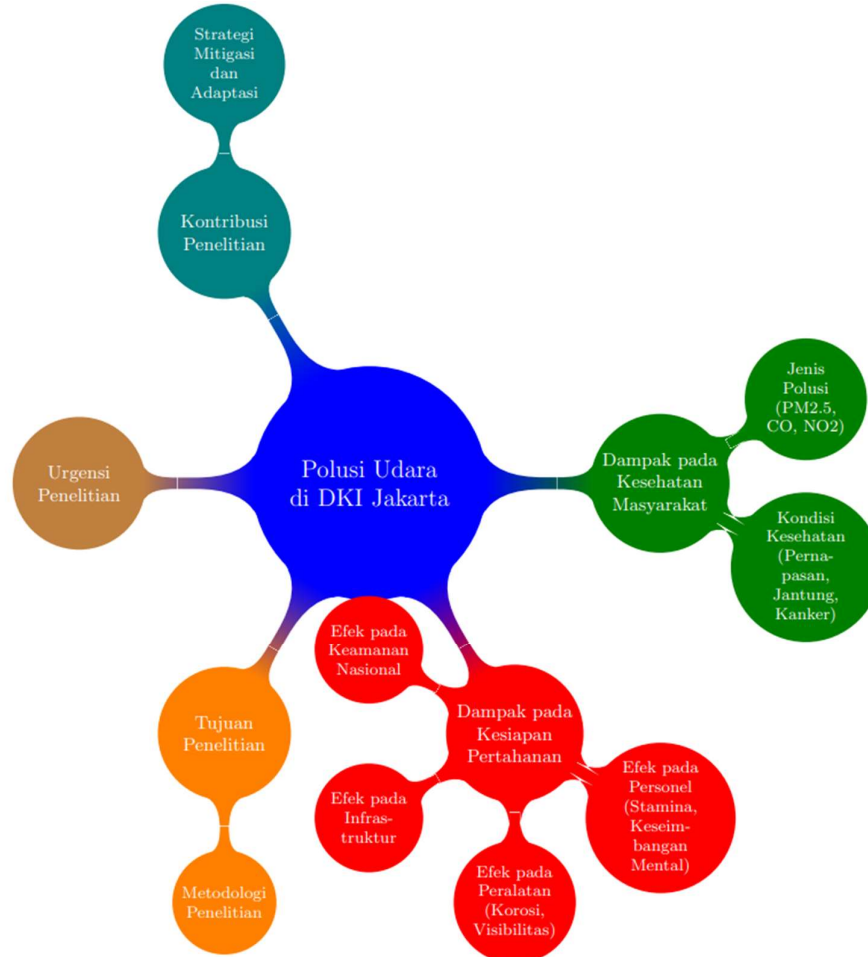 Strategi
Mitigasi
dan
Adaptasi
Kontribusi
Penelitian
Jenis
Polusi
(PM2.5,
CO, NO2)
Dampak pada
Kesehatan
Masyarakat
Kondisi
Kesehatan
(Perna-
pasan,
Jantung,
Kanker)
Polusi Udara
di DKI Jakarta
Urgensi
Penelitian
Efek pada
Keamanan
Nasional
Dampak pada
Kesiapan
Pertahanan
Tujuan
Penelitian
Efek pada
Infras-
truktur
Efek pada
Personel
(Stamina,
Keseim-
bangan
Mental)
Efek pada
Peralatan
(Korosi,
Visibilitas)
Metodologi
Penelitian